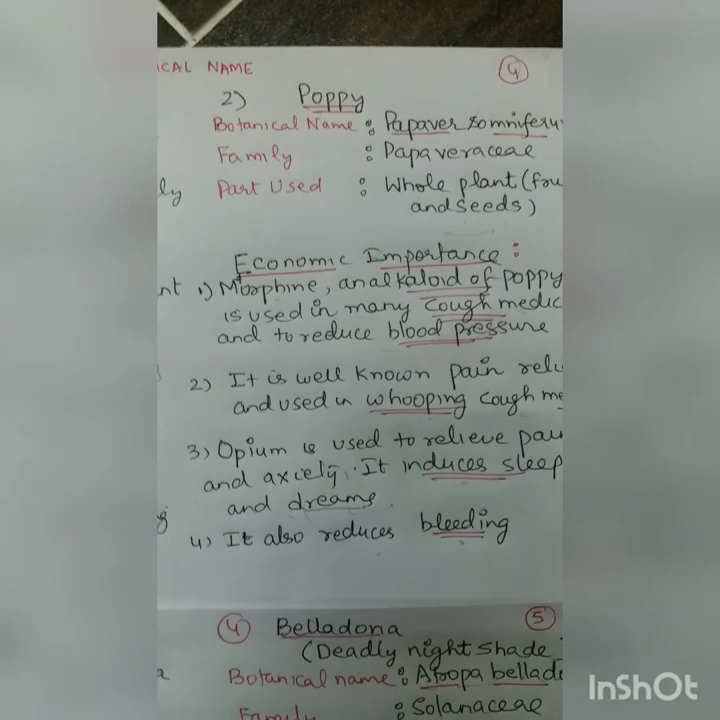 ICAL NAME
4
2) Poppy
Botanical Name : Papaver somniferu
Family : Papaveraceae
ly Part Used : Whole plant (fou
and seeds)
Economic Importance :
nt 1) Morphine, an alkaloid of poppy
is used in many cough medic
and to reduce blood pressure
2) It is well known pain reli
and used in whooping cough me
3) Opium is used to relieve pain
and axciely. It induces sleep
and dreams
4) It also reduces bleeding
4 Belladona 5
(Deadly night shade
Botanical name : Atopa bellado
Family : Solanaceae
InShOt